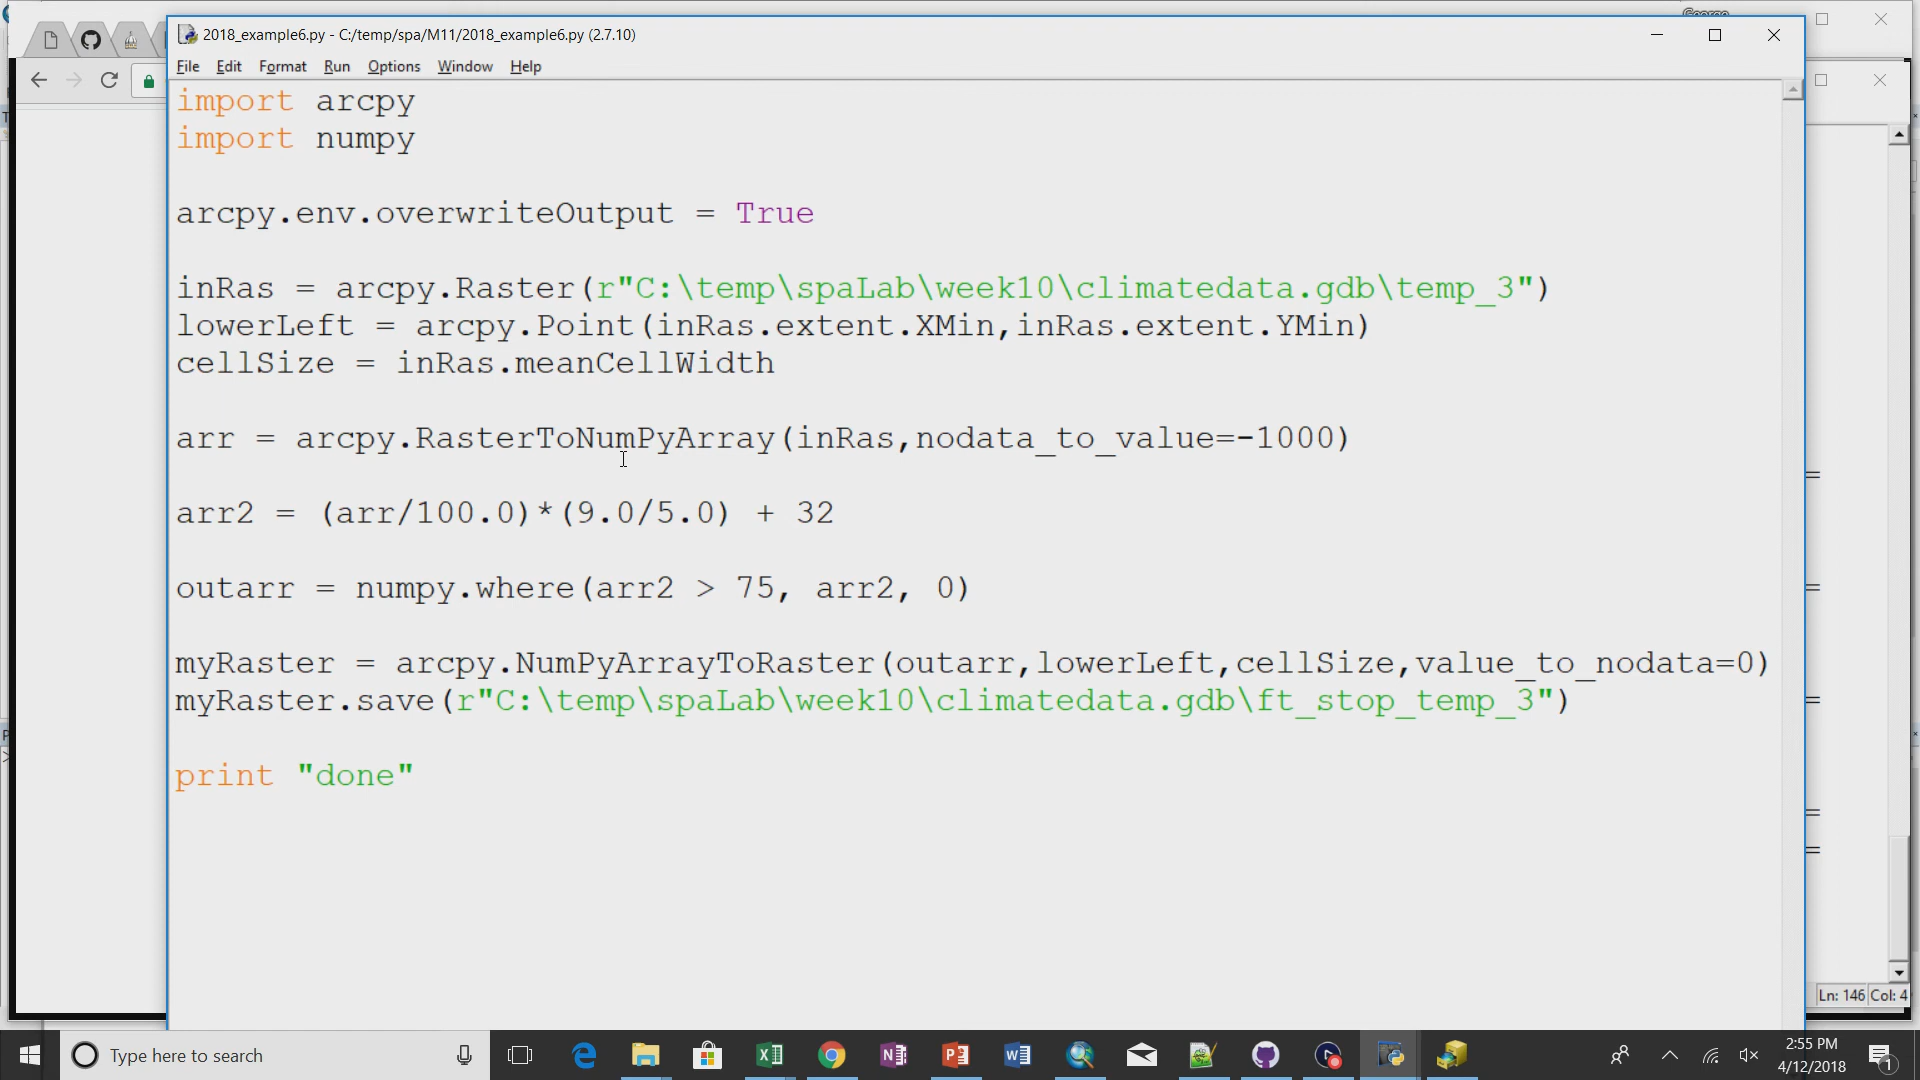 George
2018_example6.py - C:/temp/spa/M11/2018_example6.py (2.7.10)
File Edit Format Run Options Window Help
import arcpy
import numpy
arcpy.env.overwriteOutput = True
inRas = arcpy.Raster(r"C:\temp\spaLab\week10\climatedata.gdb\temp_3")
lowerLeft = arcpy.Point(inRas.extent.XMin,inRas.extent.YMin)
cellSize = inRas.meanCellWidth
arr = arcpy.RasterToNumPyArray(inRas,nodata_to_value=-1000)
arr2 = (arr/100.0)*(9.0/5.0) + 32
outarr = numpy.where(arr2 > 75, arr2, 0)
myRaster = arcpy.NumPyArrayToRaster(outarr,lowerLeft,cellSize,value_to_nodata=0)
myRaster.save(r"C:\temp\spaLab\week10\climatedata.gdb\ft_stop_temp_3")
print "done"
Ln: 146 Col: 4
Type here to search
2:55 PM
4/12/2018
1